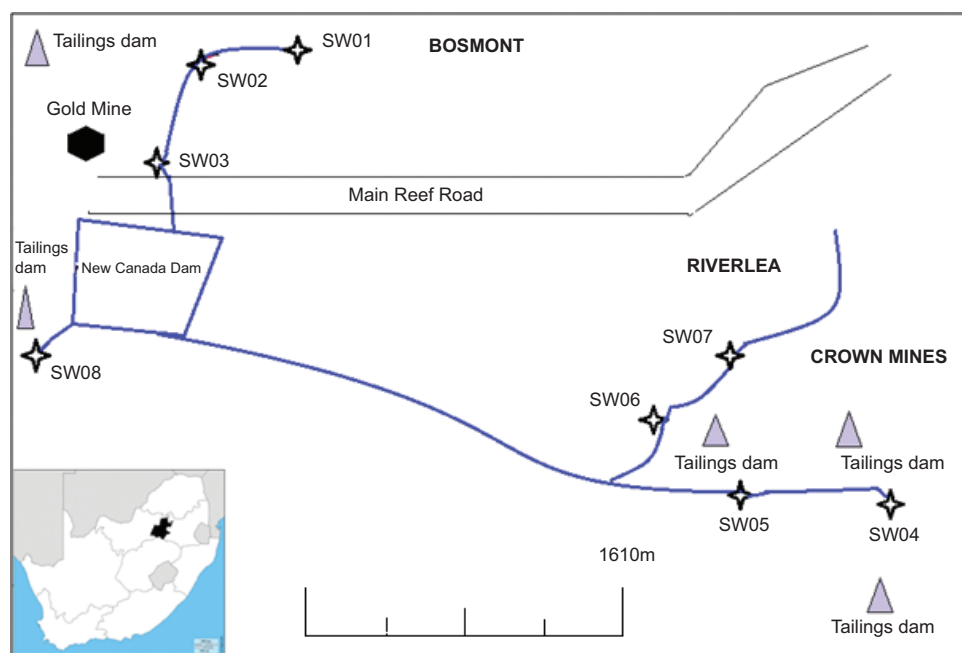 Tailings dam
SW01
BOSMONT
SW02
Gold Mine
SW03
Main Reef Road
Tailings
dam
New Canada Dam
RIVERLEA
SW07
CROWN MINES
SW08
SW06
Tailings dam
Tailings dam
SW05
SW04
1610m
Tailings dam